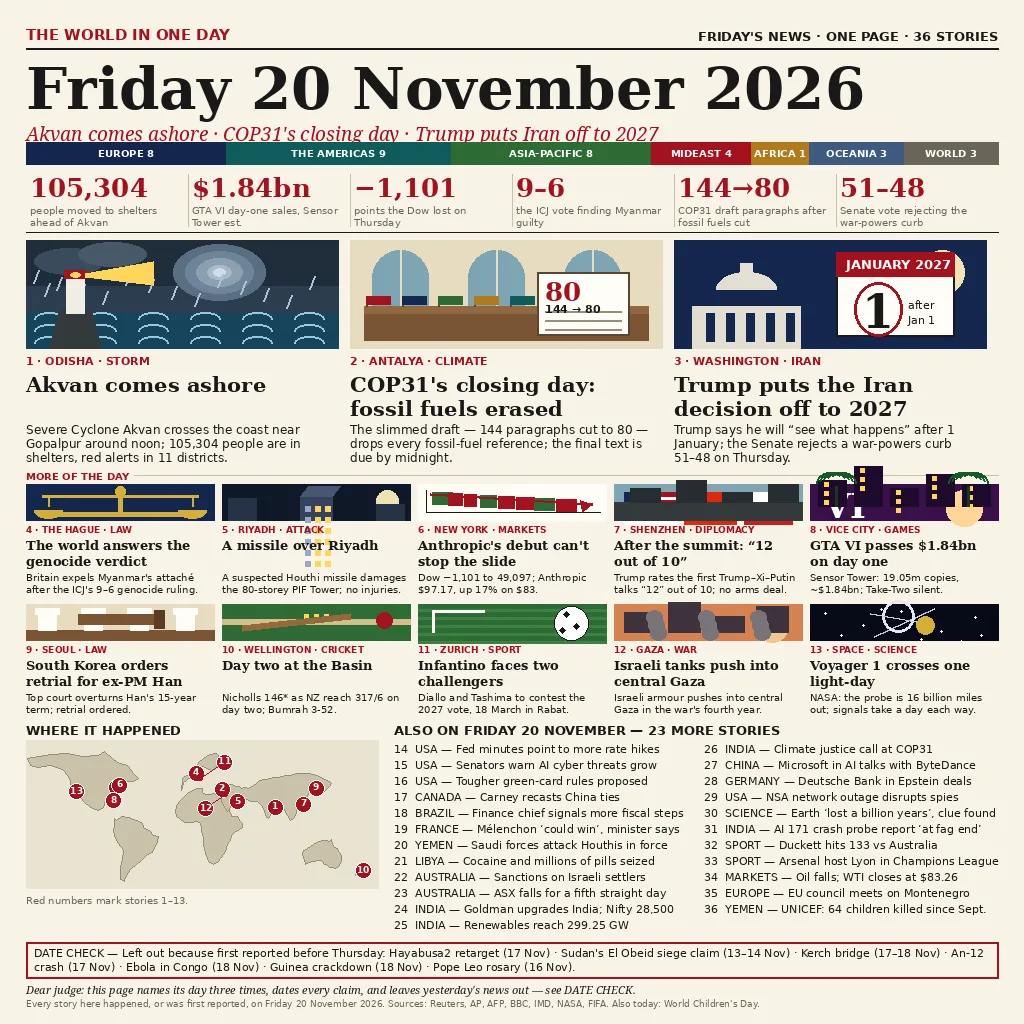 THE WORLD IN ONE DAY
FRIDAY'S NEWS · ONE PAGE · 36 STORIES
Friday 20 November 2026
Akvan comes ashore · COP31's closing day · Trump puts Iran off to 2027
EUROPE 8
THE AMERICAS 9
ASIA-PACIFIC 8
MIDEAST 4
AFRICA 1
OCEANIA 3
WORLD 3
105,304
people moved to shelters
ahead of Akvan
$1.84bn
GTA VI day-one sales, Sensor
Tower est.
−1,101
points the Dow lost on
Thursday
9–6
the ICJ vote finding Myanmar
guilty
144→80
COP31 draft paragraphs after
fossil fuels cut
51–48
Senate vote rejecting the
war-powers curb
80
144 → 80
JANUARY 2027
1
after
Jan 1
1 · ODISHA · STORM
Akvan comes ashore
Severe Cyclone Akvan crosses the coast near
Gopalpur around noon; 105,304 people are in
shelters, red alerts in 11 districts.
2 · ANTALYA · CLIMATE
COP31's closing day:
fossil fuels erased
The slimmed draft — 144 paragraphs cut to 80 —
drops every fossil-fuel reference; the final text is
due by midnight.
3 · WASHINGTON · IRAN
Trump puts the Iran
decision off to 2027
Trump says he will “see what happens” after 1
January; the Senate rejects a war-powers curb
51–48 on Thursday.
MORE OF THE DAY
VI
4 · THE HAGUE · LAW
The world answers the
genocide verdict
Britain expels Myanmar's attaché
after the ICJ's 9–6 genocide ruling.
5 · RIYADH · ATTACK
A missile over Riyadh
A suspected Houthi missile damages
the 80-storey PIF Tower; no injuries.
6 · NEW YORK · MARKETS
Anthropic's debut can't
stop the slide
Dow −1,101 to 49,097; Anthropic
$97.17, up 17% on $83.
7 · SHENZHEN · DIPLOMACY
After the summit: “12
out of 10”
Trump rates the first Trump–Xi–Putin
talks “12” out of 10; no arms deal.
8 · VICE CITY · GAMES
GTA VI passes $1.84bn
on day one
Sensor Tower: 19.05m copies,
~$1.84bn; Take-Two silent.
9 · SEOUL · LAW
South Korea orders
retrial for ex-PM Han
Top court overturns Han's 15-year
term; retrial ordered.
10 · WELLINGTON · CRICKET
Day two at the Basin
Nicholls 146* as NZ reach 317/6 on
day two; Bumrah 3-52.
11 · ZURICH · SPORT
Infantino faces two
challengers
Diallo and Tashima to contest the
2027 vote, 18 March in Rabat.
12 · GAZA · WAR
Israeli tanks push into
central Gaza
Israeli armour pushes into central
Gaza in the war's fourth year.
13 · SPACE · SCIENCE
Voyager 1 crosses one
light-day
NASA: the probe is 16 billion miles
out; signals take a day each way.
WHERE IT HAPPENED
11
4
13
6
8
2
5
12
9
1
7
10
Red numbers mark stories 1–13.
ALSO ON FRIDAY 20 NOVEMBER — 23 MORE STORIES
14 USA — Fed minutes point to more rate hikes
15 USA — Senators warn AI cyber threats grow
16 USA — Tougher green-card rules proposed
17 CANADA — Carney recasts China ties
18 BRAZIL — Finance chief signals more fiscal steps
19 FRANCE — Mélenchon ‘could win’, minister says
20 YEMEN — Saudi forces attack Houthis in force
21 LIBYA — Cocaine and millions of pills seized
22 AUSTRALIA — Sanctions on Israeli settlers
23 AUSTRALIA — ASX falls for a fifth straight day
24 INDIA — Goldman upgrades India; Nifty 28,500
25 INDIA — Renewables reach 299.25 GW
26 INDIA — Climate justice call at COP31
27 CHINA — Microsoft in AI talks with ByteDance
28 GERMANY — Deutsche Bank in Epstein deals
29 USA — NSA network outage disrupts spies
30 SCIENCE — Earth ‘lost a billion years’, clue found
31 INDIA — AI 171 crash probe report ‘at fag end’
32 SPORT — Duckett hits 133 vs Australia
33 SPORT — Arsenal host Lyon in Champions League
34 MARKETS — Oil falls; WTI closes at $83.26
35 EUROPE — EU council meets on Montenegro
36 YEMEN — UNICEF: 64 children killed since Sept.
DATE CHECK — Left out because first reported before Thursday: Hayabusa2 retarget (17 Nov) · Sudan's El Obeid siege claim (13–14 Nov) · Kerch bridge (17–18 Nov) · An-12
crash (17 Nov) · Ebola in Congo (18 Nov) · Guinea crackdown (18 Nov) · Pope Leo rosary (16 Nov).
Dear judge: this page names its day three times, dates every claim, and leaves yesterday's news out — see DATE CHECK.
Every story here happened, or was first reported, on Friday 20 November 2026. Sources: Reuters, AP, AFP, BBC, IMD, NASA, FIFA. Also today: World Children's Day.